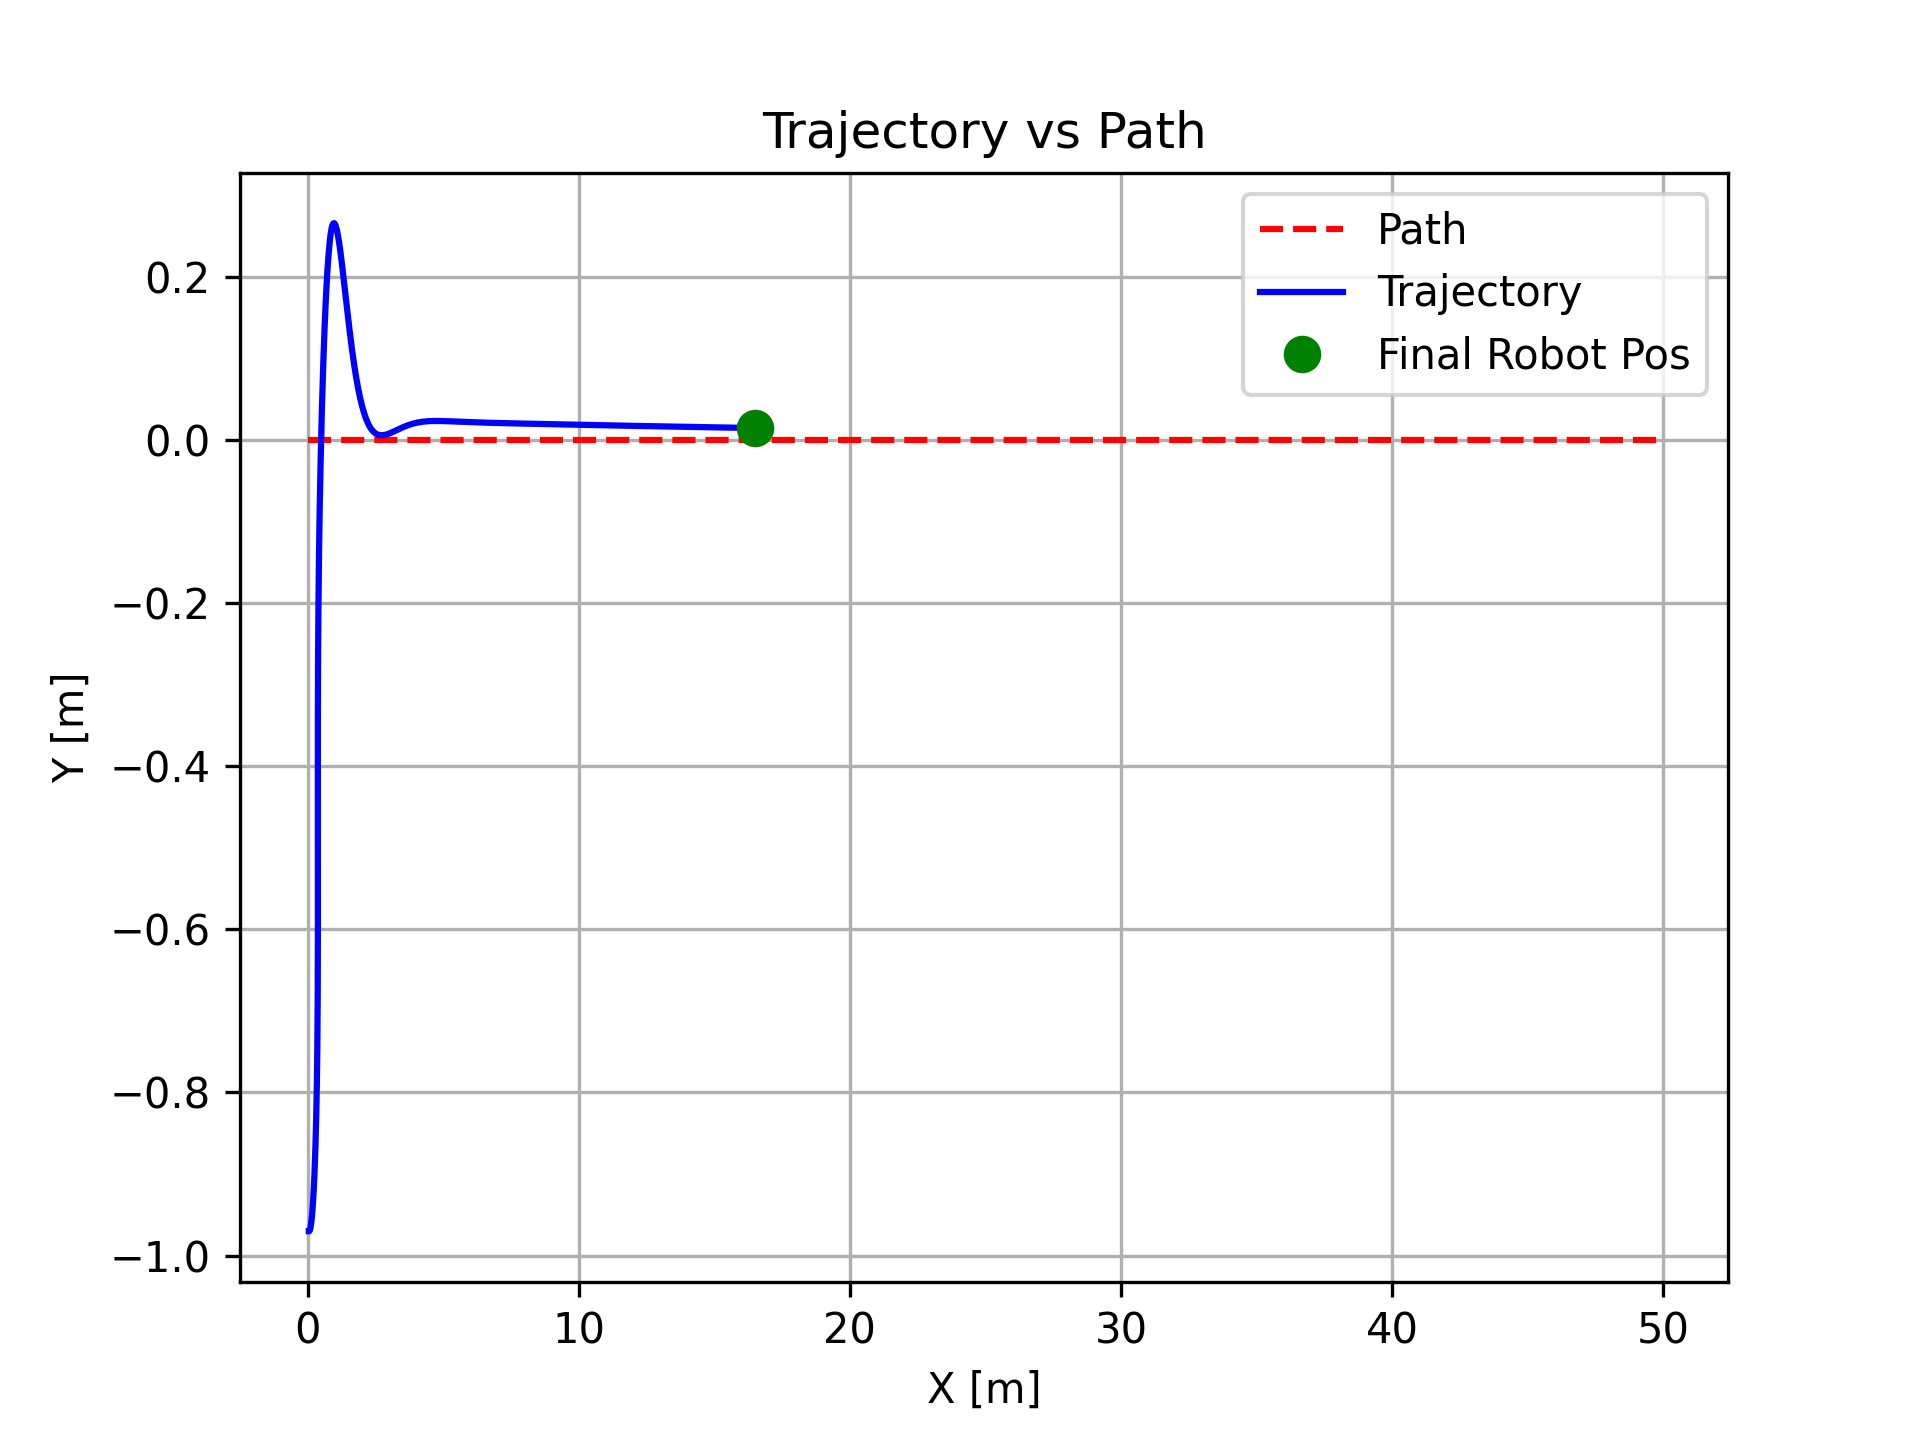 Trajectory vs Path
Path
Trajectory
Final Robot Pos
0.2
0.0
−0.2
−0.4
−0.6
−0.8
−1.0
Y [m]
0 10 20 30 40 50
X [m]